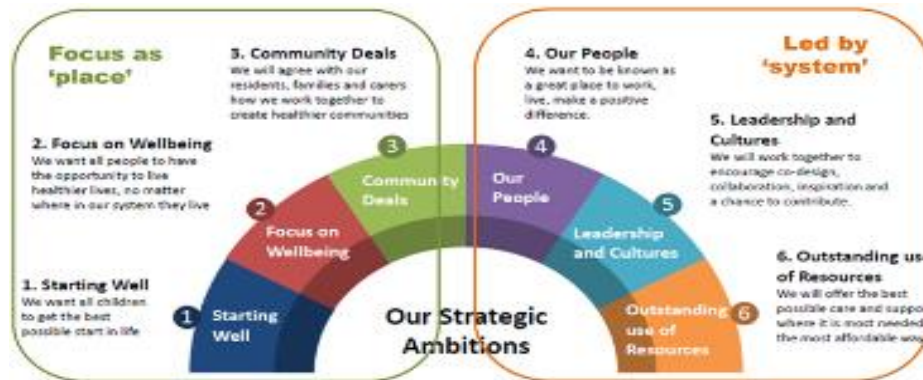 Focus as
'place'
3. Community Deals
We will agree with our
residents, families and carers
how we work together to
create healthier communities
2. Focus on Wellbeing
We want all people to have
the opportunity to live
healthier lives, no matter
where in our system they live
1. Starting Well
We want all children
to get the best
possible start in life
4. Our People
We want to be known as
a great place to work,
live, make a positive
difference.
Led by
'system'
5. Leadership and
Cultures
We will work together to
encourage co-design,
collaboration, inspiration and
a chance to contribute.
6. Outstanding use
of Resources
We will offer the best
possible care and suppo
where it is most needed
the most affordable way
1
Starting
Well
2
Focus on
Wellbeing
3
Community
Deals
4
Our
People
5
Leadership
and Cultures
6
Outstanding
use of
Resources
Our Strategic
Ambitions